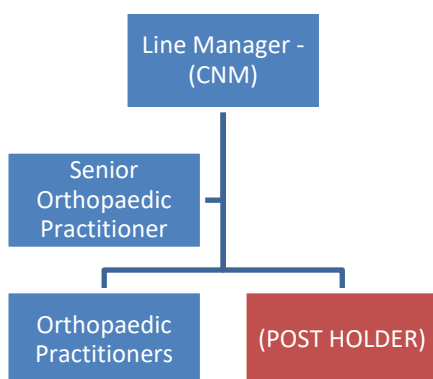 Line Manager -
(CNM)
Senior
Orthopaedic
Practitioner
Orthopaedic
Practitioners
(POST HOLDER)